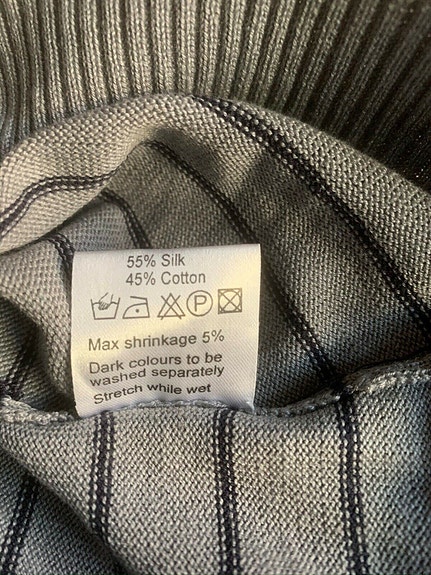 55% Silk
45% Cotton
P
Max shrinkage 5%
Dark colours to be
washed separately
Stretch while wet